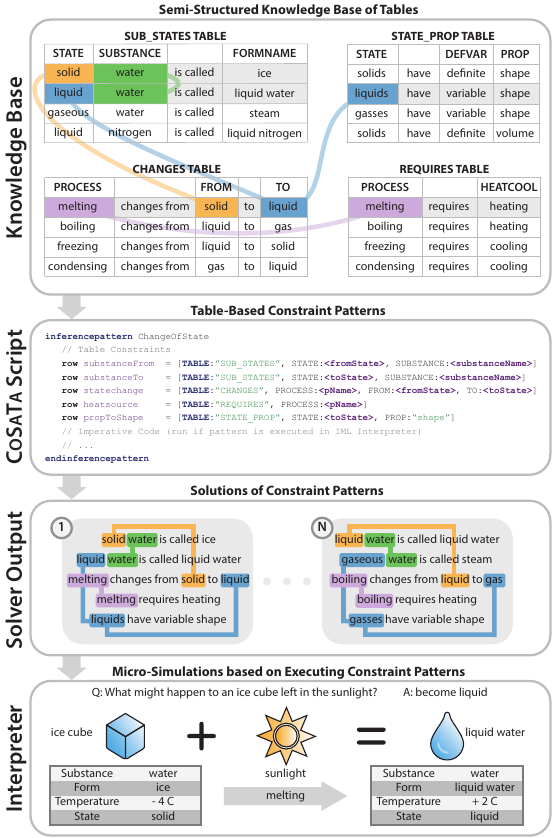 Semi-Structured Knowledge Base of Tables
Knowledge Base
SUB_STATES TABLE
STATE SUBSTANCE FORMNAME
solid water is called ice
liquid water is called liquid water
gaseous water is called steam
liquid nitrogen is called liquid nitrogen
STATE_PROP TABLE
STATE DEFVAR PROP
solids have definite shape
liquids have variable shape
gasses have variable shape
solids have definite volume
CHANGES TABLE
PROCESS FROM TO
melting changes from solid to liquid
boiling changes from liquid to gas
freezing changes from liquid to solid
condensing changes from gas to liquid
REQUIRES TABLE
PROCESS HEATCOOL
melting requires heating
boiling requires heating
freezing requires cooling
condensing requires cooling
Table-Based Constraint Patterns
COSATA Script
inferencepattern ChangeOfState
// Table Constraints
row substanceFrom = [TABLE:"SUB_STATES", STATE:<fromState>, SUBSTANCE:<substanceName>]
row substanceTo = [TABLE:"SUB_STATES", STATE:<toState>, SUBSTANCE:<substanceName>]
row statechange = [TABLE:"CHANGES", PROCESS:<pName>, FROM:<fromState>, TO:<toState>]
row heatsource = [TABLE:"REQUIRES", PROCESS:<pName>]
row propToShape = [TABLE:"STATE_PROP", STATE:<toState>, PROP:"shape"]
// Imperative Code (run if pattern is executed in IML Interpreter)
// ...
endinferencepattern
Solutions of Constraint Patterns
Solver Output
1
solid water is called ice
liquid water is called liquid water
melting changes from solid to liquid
melting requires heating
liquids have variable shape
N
liquid water is called liquid water
gaseous water is called steam
boiling changes from liquid to gas
boiling requires heating
gasses have variable shape
Micro-Simulations based on Executing Constraint Patterns
Interpreter
Q: What might happen to an ice cube left in the sunlight? A: become liquid
ice cube
sunlight
liquid water
Substance water
Form ice
Temperature - 4 C
State solid
melting
Substance water
Form liquid water
Temperature + 2 C
State liquid